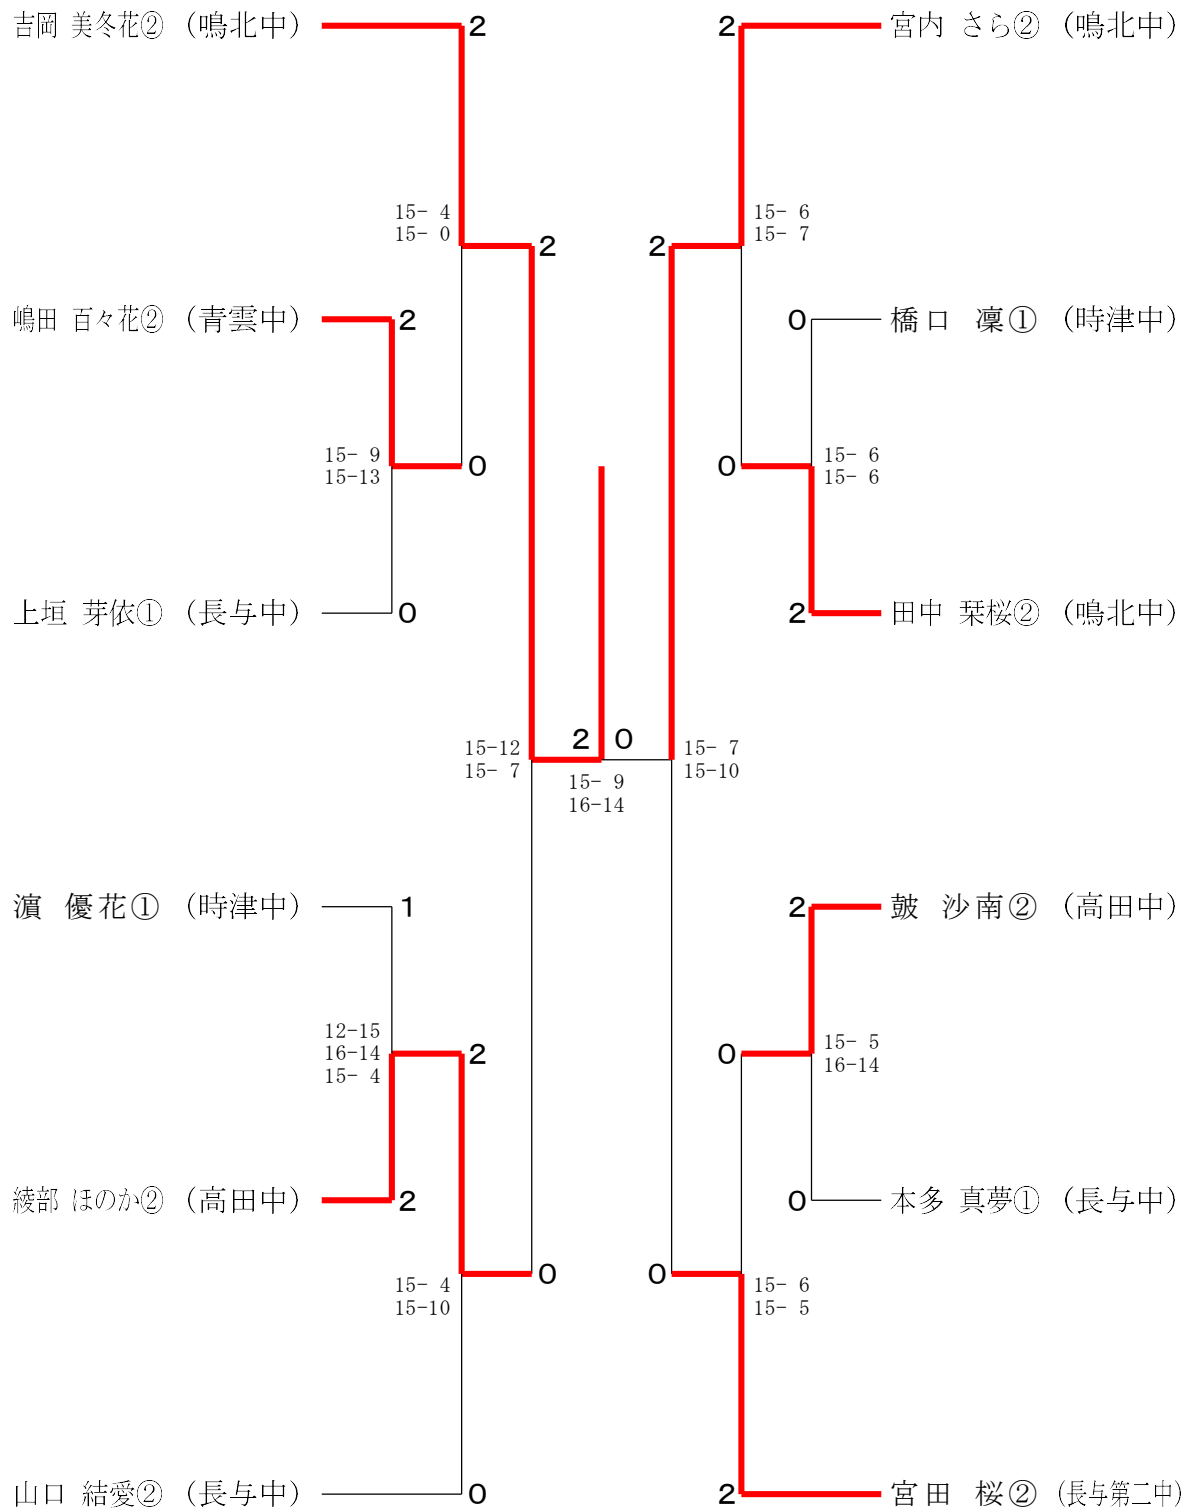 吉岡 美冬花② (鳴北中) 2
2 宮内 さら② (鳴北中)
15- 4
15- 0
2
2
15- 6
15- 7
嶋田 百々花② (青雲中) 2
0 橋口 凜① (時津中)
15- 9
15-13
0
0
15- 6
15- 6
上垣 芽依① (長与中) 0
2 田中 栞桜② (鳴北中)
15-12
15- 7
2 0
15- 9
16-14
15- 7
15-10
濵 優花① (時津中) 1
2 鼓 沙南② (高田中)
12-15
16-14
15- 4
2
0
15- 5
16-14
綾部 ほのか② (高田中) 2
0 本多 真夢① (長与中)
15- 4
15-10
0
0
15- 6
15- 5
山口 結愛② (長与中) 0
2 宮田 桜② (長与第二中)